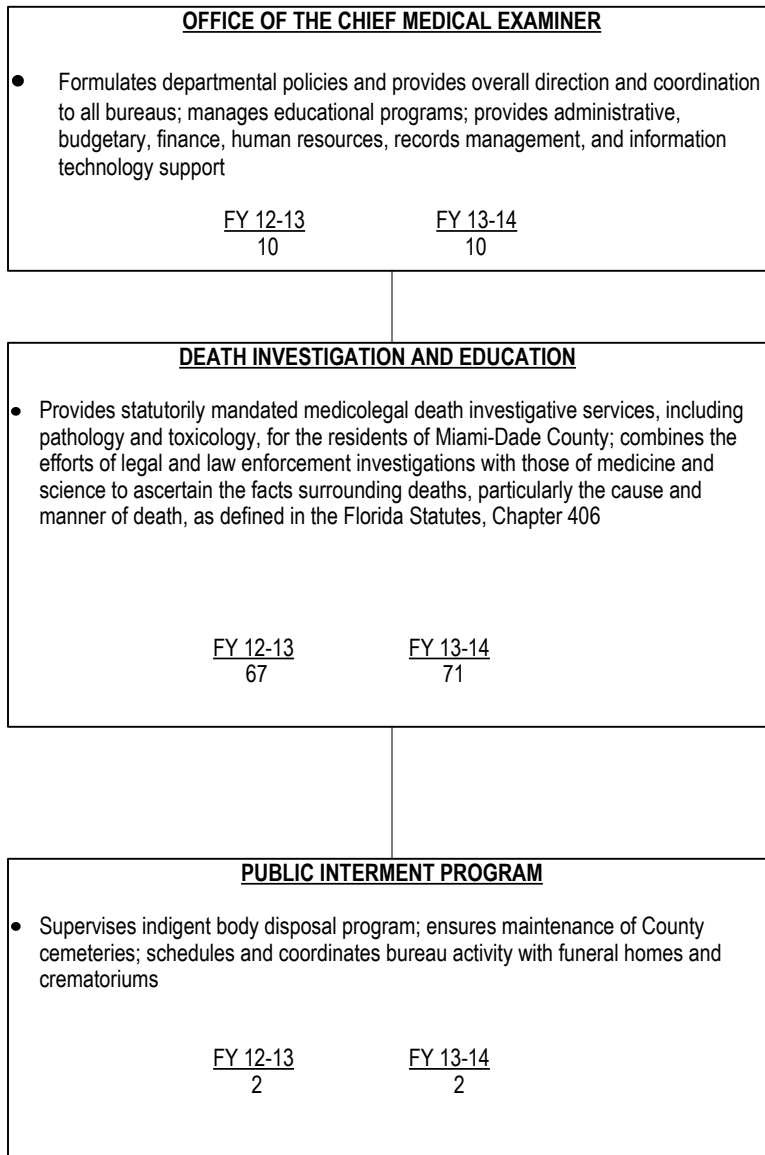 OFFICE OF THE CHIEF MEDICAL EXAMINER
● Formulates departmental policies and provides overall direction and coordination
to all bureaus; manages educational programs; provides administrative,
budgetary, finance, human resources, records management, and information
technology support
FY 12-13 FY 13-14
10 10
DEATH INVESTIGATION AND EDUCATION
● Provides statutorily mandated medicolegal death investigative services, including
pathology and toxicology, for the residents of Miami-Dade County; combines the
efforts of legal and law enforcement investigations with those of medicine and
science to ascertain the facts surrounding deaths, particularly the cause and
manner of death, as defined in the Florida Statutes, Chapter 406
FY 12-13 FY 13-14
67 71
PUBLIC INTERMENT PROGRAM
● Supervises indigent body disposal program; ensures maintenance of County
cemeteries; schedules and coordinates bureau activity with funeral homes and
crematoriums
FY 12-13 FY 13-14
2 2